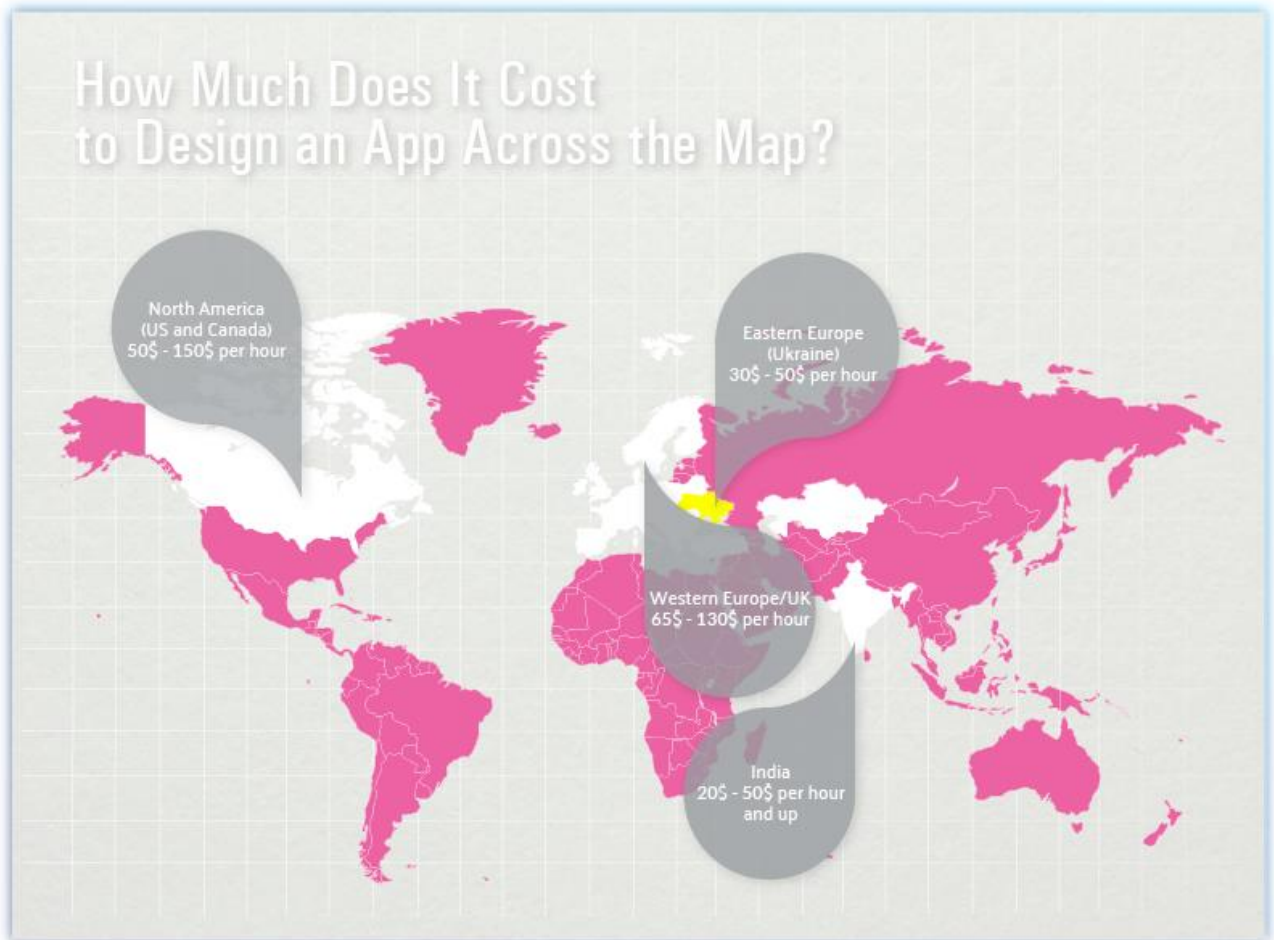 How Much Does It Cost
to Design an App Across the Map?
North America
(US and Canada)
50$ - 150$ per hour
Eastern Europe
(Ukraine)
30$ - 50$ per hour
Western Europe/UK
65$ - 130$ per hour
India
20$ - 50$ per hour
and up